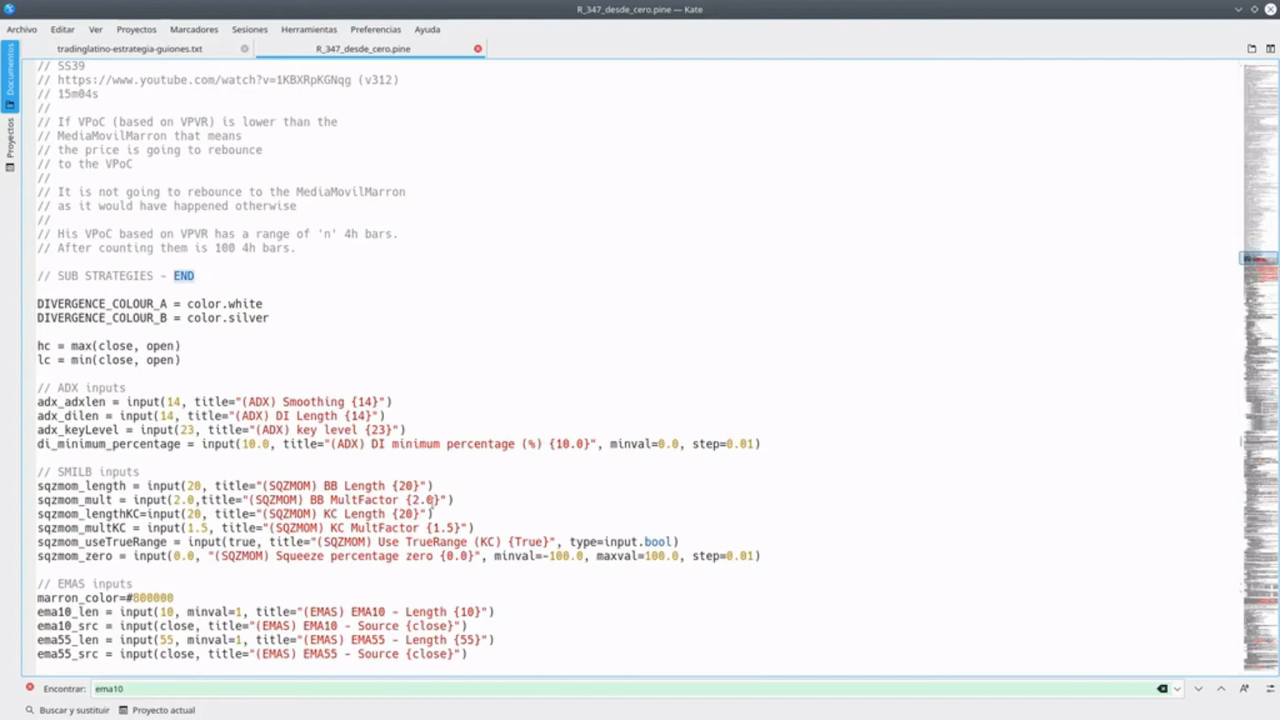 R_347_desde_cero.pine — Kate
Archivo Editar Ver Proyectos Marcadores Sesiones Herramientas Preferencias Ayuda
tradinglatino-estrategia-guiones.txt R_347_desde_cero.pine
Documentos
Proyectos
// SS39
// https://www.youtube.com/watch?v=1KBXRpKGNqg (v312)
// 15m04s
//
// If VPoC (based on VPVR) is lower than the
// MediaMovilMarron that means
// the price is going to rebounce
// to the VPoC
//
// It is not going to rebounce to the MediaMovilMarron
// as it would have happened otherwise
//
// His VPoC based on VPVR has a range of 'n' 4h bars.
// After counting them is 100 4h bars.
// SUB STRATEGIES - END
DIVERGENCE_COLOUR_A = color.white
DIVERGENCE_COLOUR_B = color.silver
hc = max(close, open)
lc = min(close, open)
// ADX inputs
adx_adxlen = input(14, title="(ADX) Smoothing {14}")
adx_dilen = input(14, title="(ADX) DI Length {14}")
adx_keyLevel = input(23, title="(ADX) key level {23}")
di_minimum_percentage = input(10.0, title="(ADX) DI minimum percentage (%) {10.0}", minval=0.0, step=0.01)
// SMILB inputs
sqzmom_length = input(20, title="(SQZMOM) BB Length {20}")
sqzmom_mult = input(2.0,title="(SQZMOM) BB MultFactor {2.0}")
sqzmom_lengthKC=input(20, title="(SQZMOM) KC Length {20}")
sqzmom_multKC = input(1.5, title="(SQZMOM) KC MultFactor {1.5}")
sqzmom_useTrueRange = input(true, title="(SQZMOM) Use TrueRange (KC) {True}", type=input.bool)
sqzmom_zero = input(0.0, "(SQZMOM) Squeeze percentage zero {0.0}", minval=-100.0, maxval=100.0, step=0.01)
// EMAS inputs
marron_color=#800000
ema10_len = input(10, minval=1, title="(EMAS) EMA10 - Length {10}")
ema10_src = input(close, title="(EMAS) EMA10 - Source {close}")
ema55_len = input(55, minval=1, title="(EMAS) EMA55 - Length {55}")
ema55_src = input(close, title="(EMAS) EMA55 - Source {close}")
Encontrar: ema10
Buscar y sustituir Proyecto actual